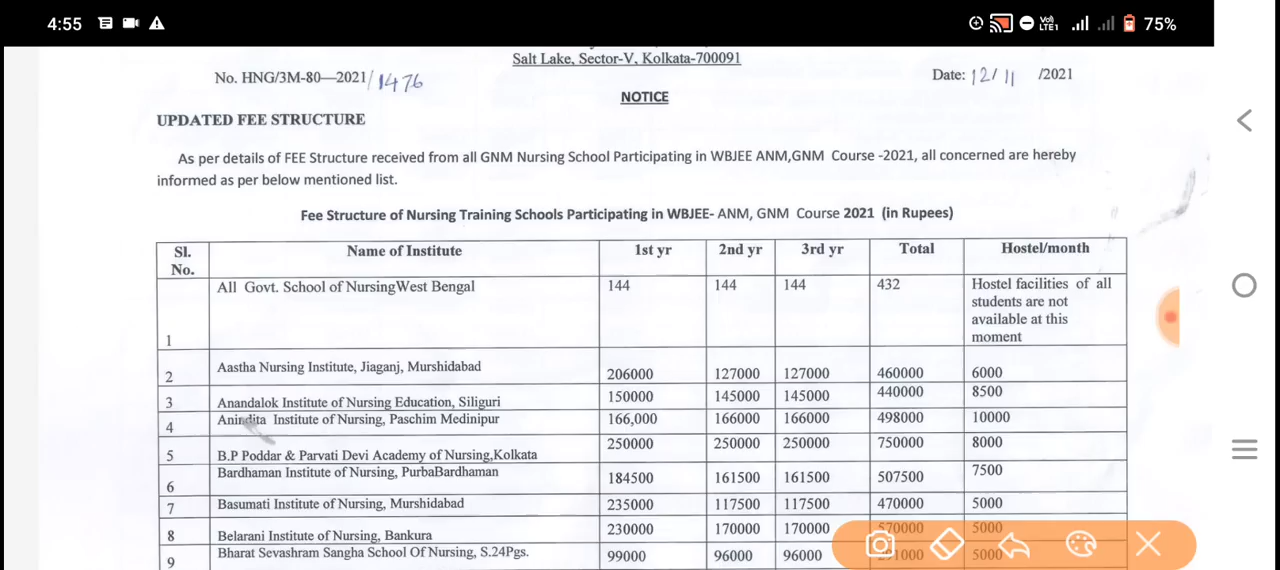 4:55 Vo) LTE1 75%
Salt Lake, Sector-V, Kolkata-700091
No. HNG/3M-80—2021/1476 Date: 12/11 /2021
NOTICE
UPDATED FEE STRUCTURE
As per details of FEE Structure received from all GNM Nursing School Participating in WBJEE ANM,GNM Course -2021, all concerned are hereby
informed as per below mentioned list.
Fee Structure of Nursing Training Schools Participating in WBJEE- ANM, GNM Course 2021 (in Rupees)
Sl. No. Name of Institute 1st yr 2nd yr 3rd yr Total Hostel/month
1 All Govt. School of NursingWest Bengal 144 144 144 432 Hostel facilities of all
students are not
available at this
moment
2 Aastha Nursing Institute, Jiaganj, Murshidabad 206000 127000 127000 460000 6000
3 Anandalok Institute of Nursing Education, Siliguri 150000 145000 145000 440000 8500
4 Anindita Institute of Nursing, Paschim Medinipur 166,000 166000 166000 498000 10000
5 B.P Poddar & Parvati Devi Academy of Nursing,Kolkata 250000 250000 250000 750000 8000
6 Bardhaman Institute of Nursing, PurbaBardhaman 184500 161500 161500 507500 7500
7 Basumati Institute of Nursing, Murshidabad 235000 117500 117500 470000 5000
8 Belarani Institute of Nursing, Bankura 230000 170000 170000 570000 5000
9 Bharat Sevashram Sangha School Of Nursing, S.24Pgs. 99000 96000 96000 291000 5000